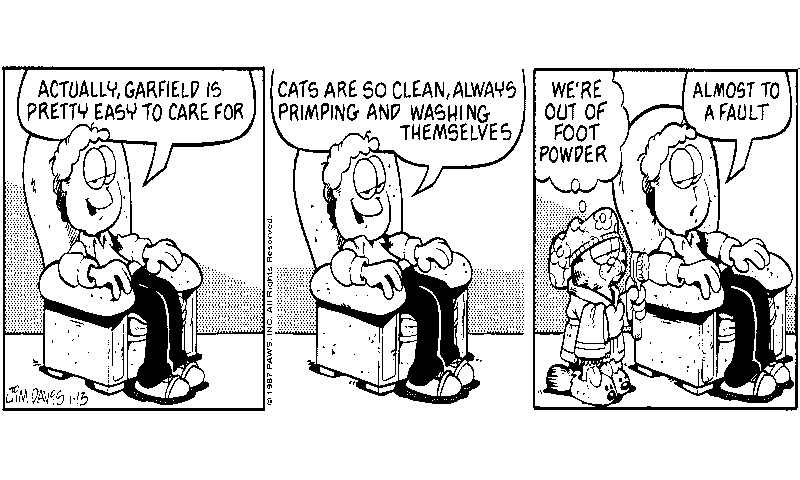 ACTUALLY, GARFIELD IS
PRETTY EASY TO CARE FOR
JIM DAVIS 1-13
© 1987 PAWS, INC. All Rights Reserved.
CATS ARE SO CLEAN, ALWAYS
PRIMPING AND WASHING
THEMSELVES
WE'RE
OUT OF
FOOT
POWDER
ALMOST TO
A FAULT